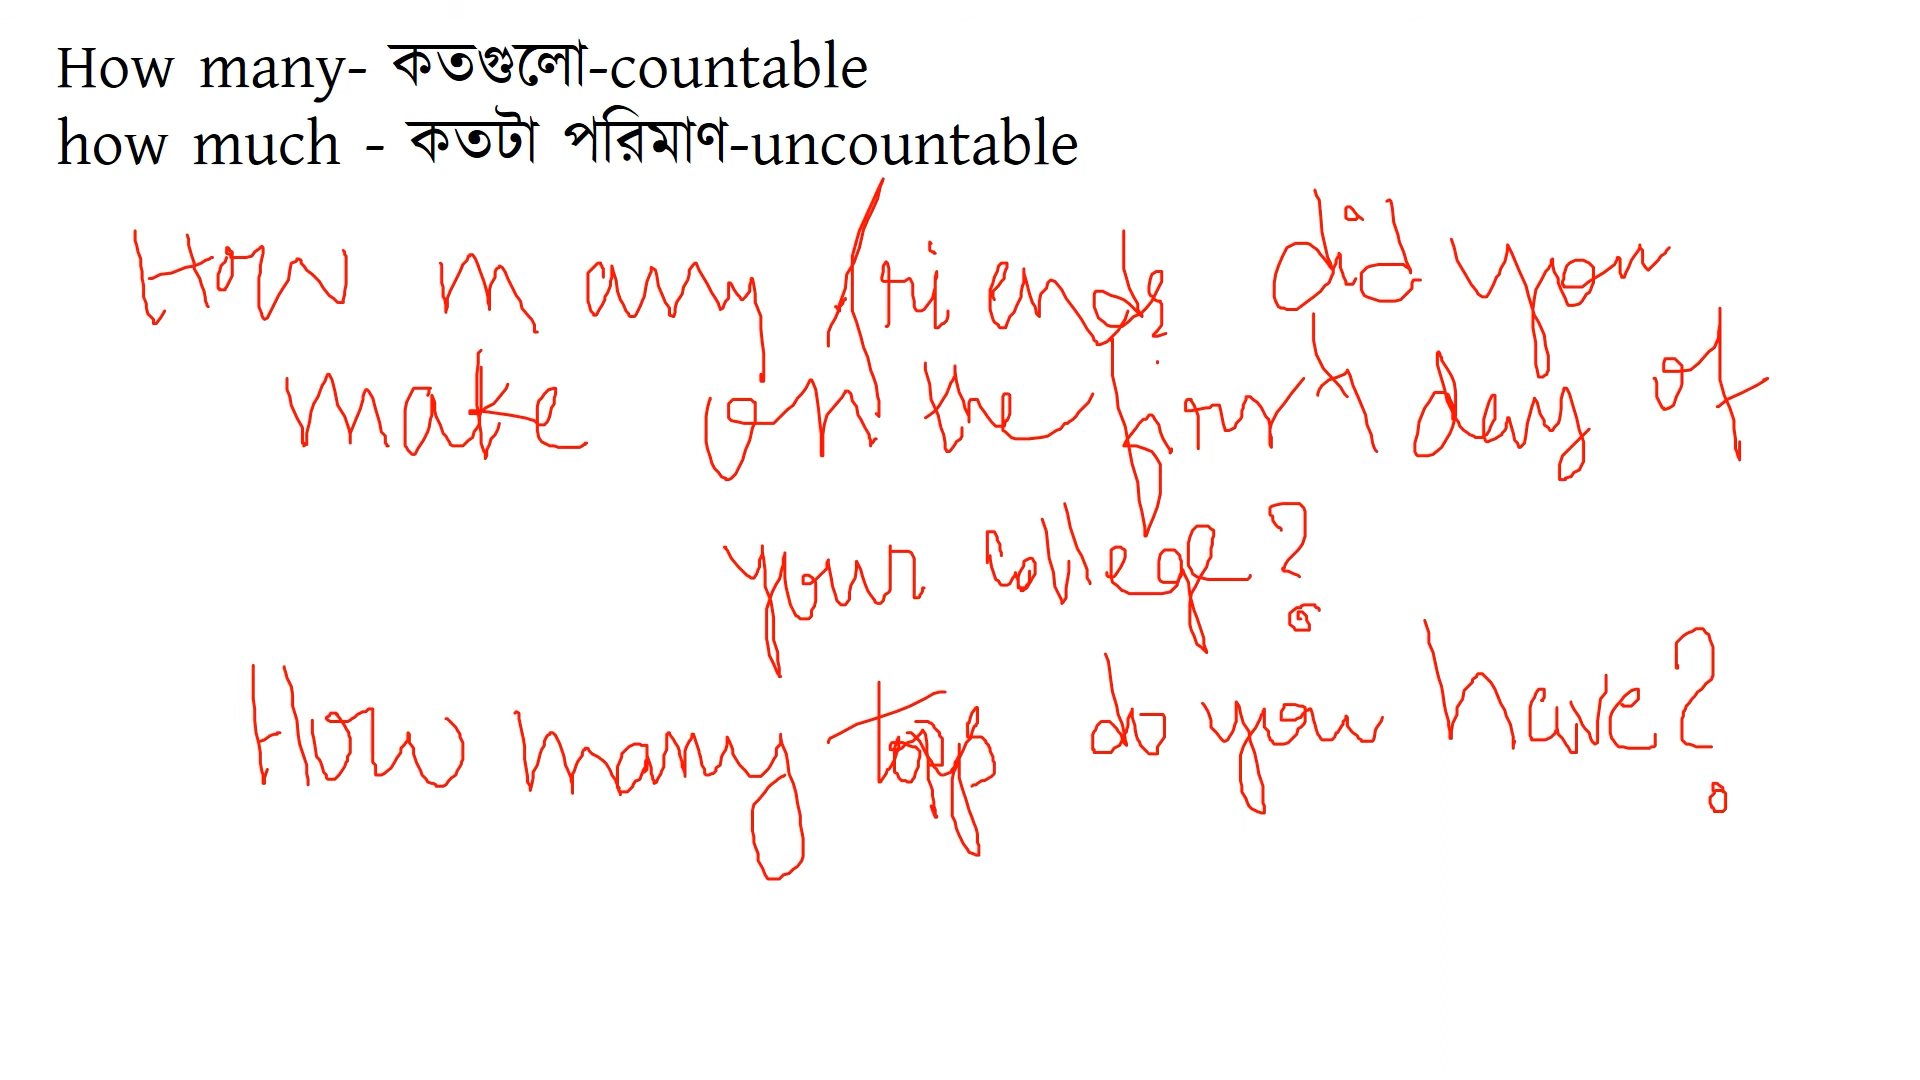 How many- কতগুলো-countable
how much - কতটা পরিমাণ-uncountable
How many friends did you
make on the first day of
your college?
How many do you have?